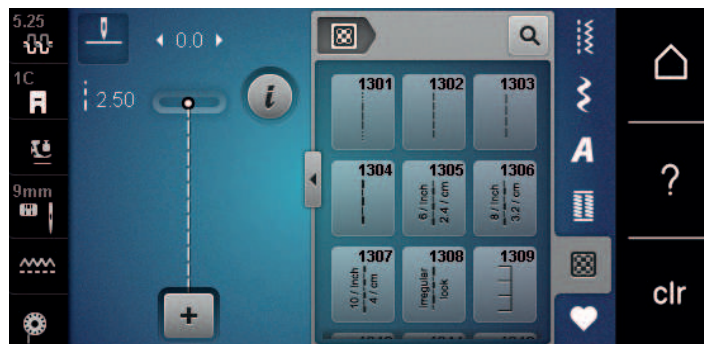 5.25
0.0
1C
2.50
9mm
1301
1302
1303
1304
1305
6 / Inch
2.4 / cm
1306
8 / Inch
3.2 / cm
1307
10 / Inch
4 / cm
1308
Irregular
look
1309
A
?
clr
i
+